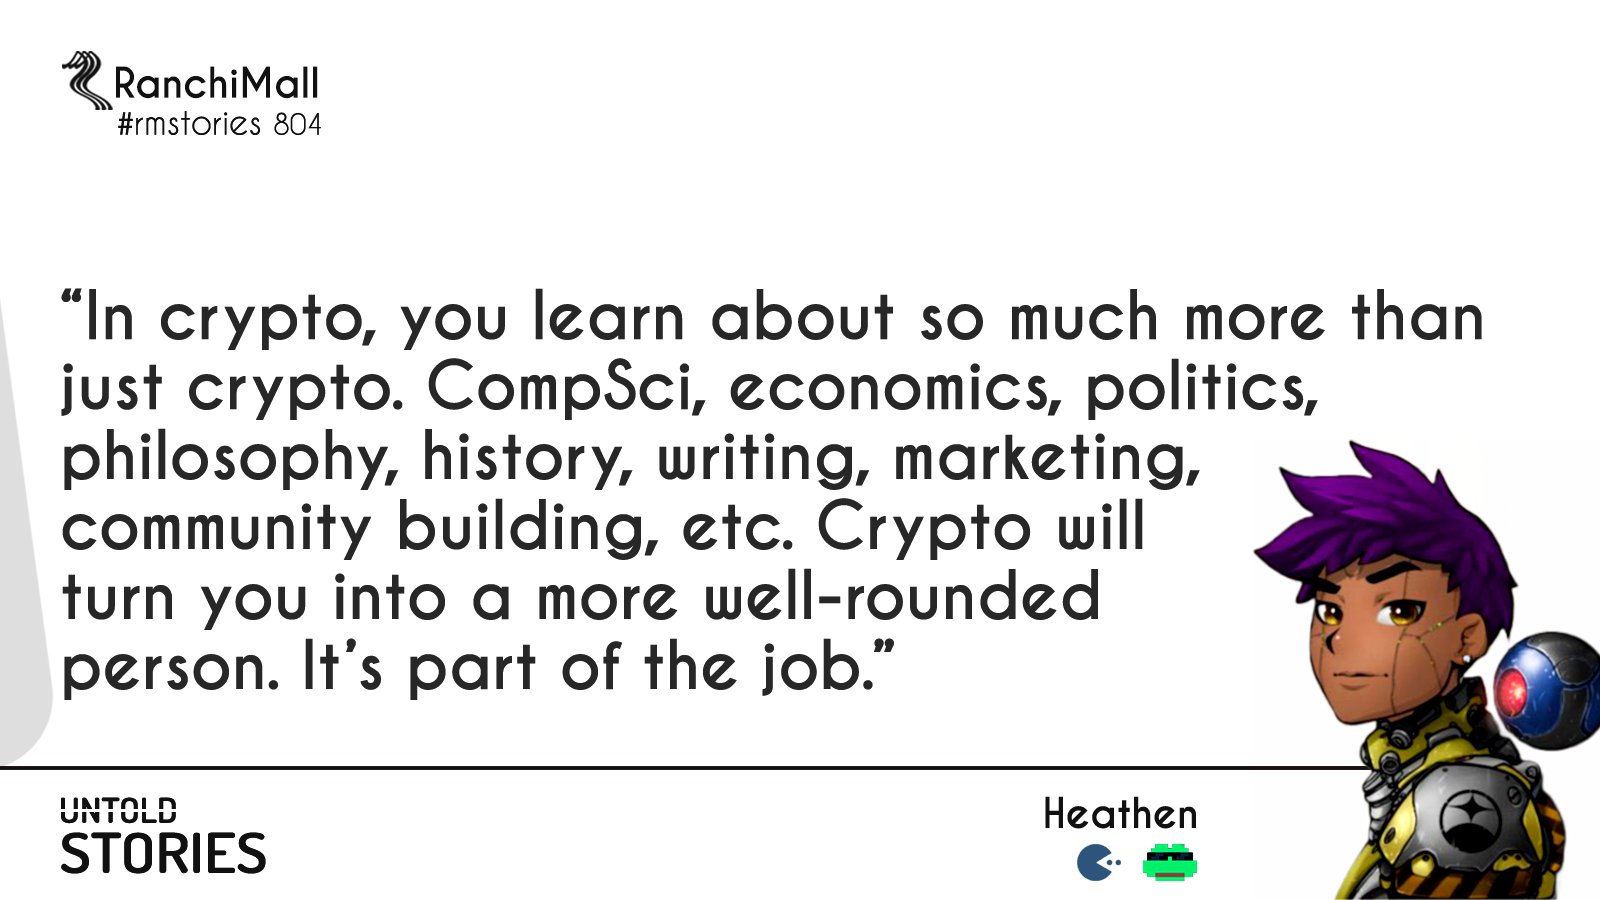 RanchiMall
#rmstories 804
“In crypto, you learn about so much more than
just crypto. CompSci, economics, politics,
philosophy, history, writing, marketing,
community building, etc. Crypto will
turn you into a more well-rounded
person. It’s part of the job.”
UNTOLD
STORIES
Heathen